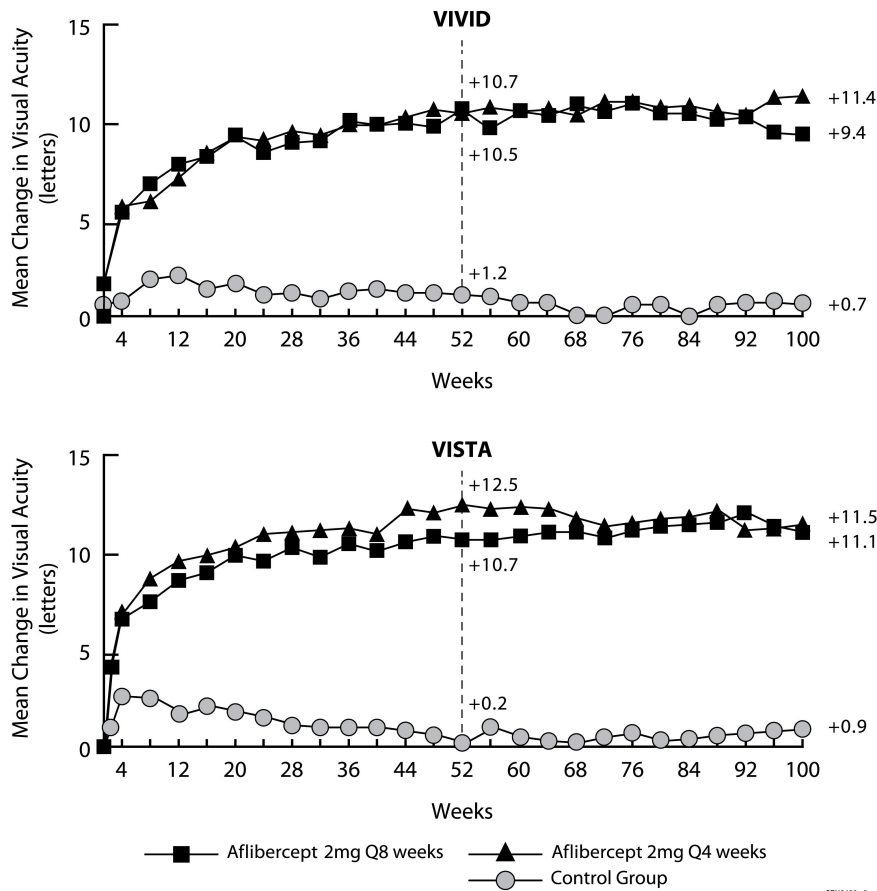 VIVID
15
10
5
0
Mean Change in Visual Acuity
(letters)
+10.7
+10.5
+1.2
+11.4
+9.4
+0.7
4 12 20 28 36 44 52 60 68 76 84 92 100
Weeks
VISTA
15
10
5
0
Mean Change in Visual Acuity
(letters)
+12.5
+10.7
+0.2
+11.5
+11.1
+0.9
4 12 20 28 36 44 52 60 68 76 84 92 100
Weeks
Aflibercept 2mg Q8 weeks
Aflibercept 2mg Q4 weeks
Control Group